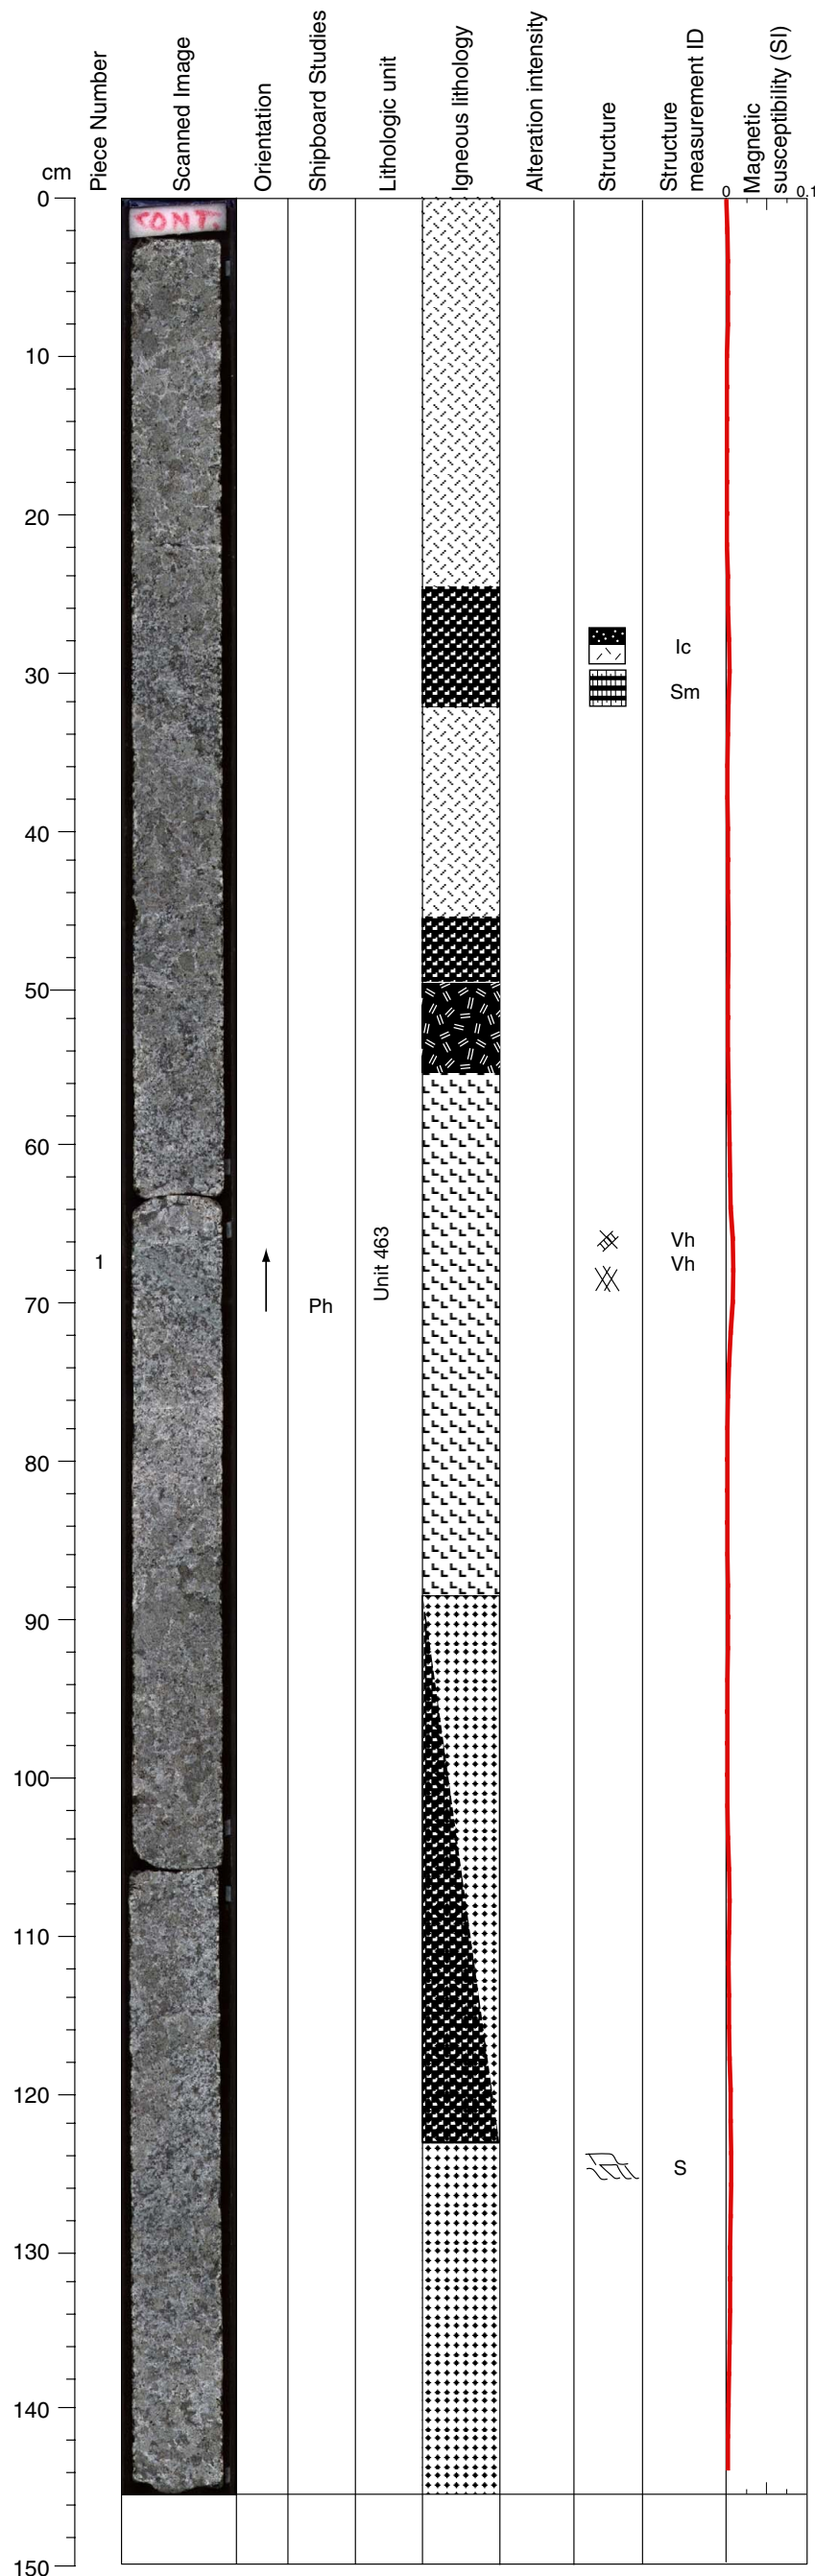 cm
Piece Number
Scanned Image
Orientation
Shipboard Studies
Lithologic unit
Igneous lithology
Alteration intensity
Structure
Structure
measurement ID
Magnetic
susceptibility (SI)
0 0.1
0
CONT.
10
20
Ic
30
Sm
40
50
60
Vh
1
Unit 463
Vh
70
Ph
80
90
100
110
120
S
130
140
150